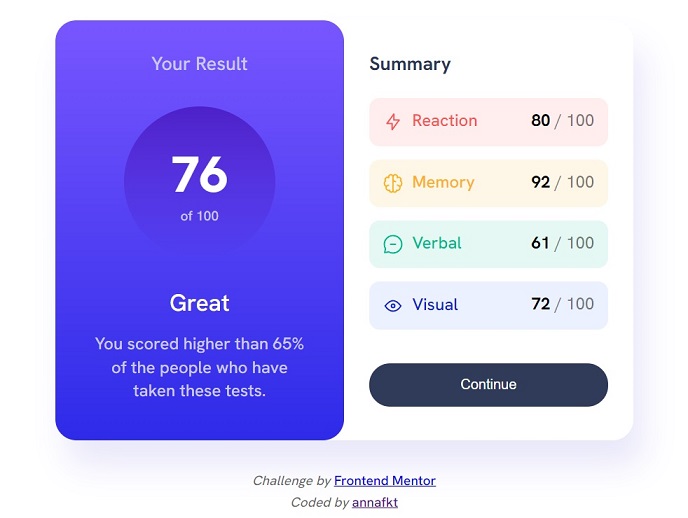 Your Result
76
of 100
Great
You scored higher than 65%
of the people who have
taken these tests.
Summary
Reaction 80 / 100
Memory 92 / 100
Verbal 61 / 100
Visual 72 / 100
Continue
Challenge by Frontend Mentor
Coded by annafkt